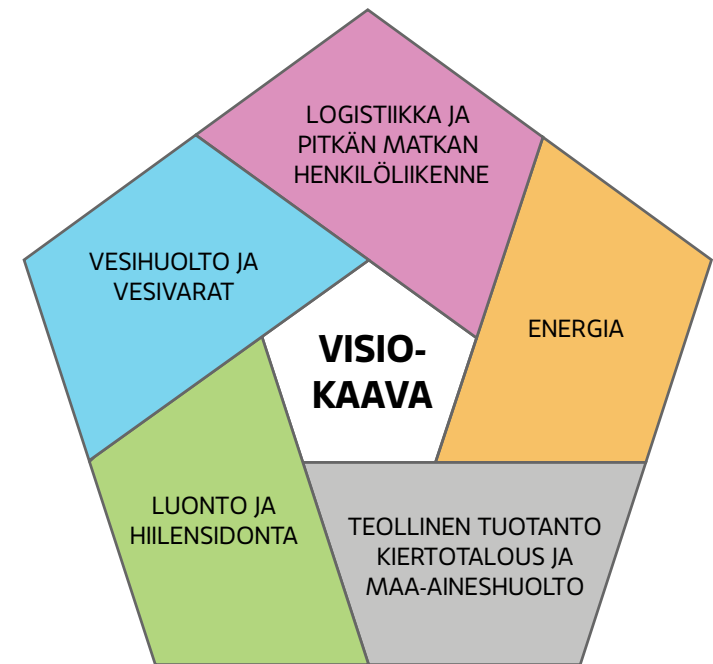 LOGISTIIKKA JA
PITKÄN MATKAN
HENKILÖLIIKENNE
VESIHUOLTO JA
VESIVARAT
ENERGIA
VISIO-
KAAVA
LUONTO JA
HIILENSIDONTA
TEOLLINEN TUOTANTO
KIERTOTALOUS JA
MAA-AINESHUOLTO